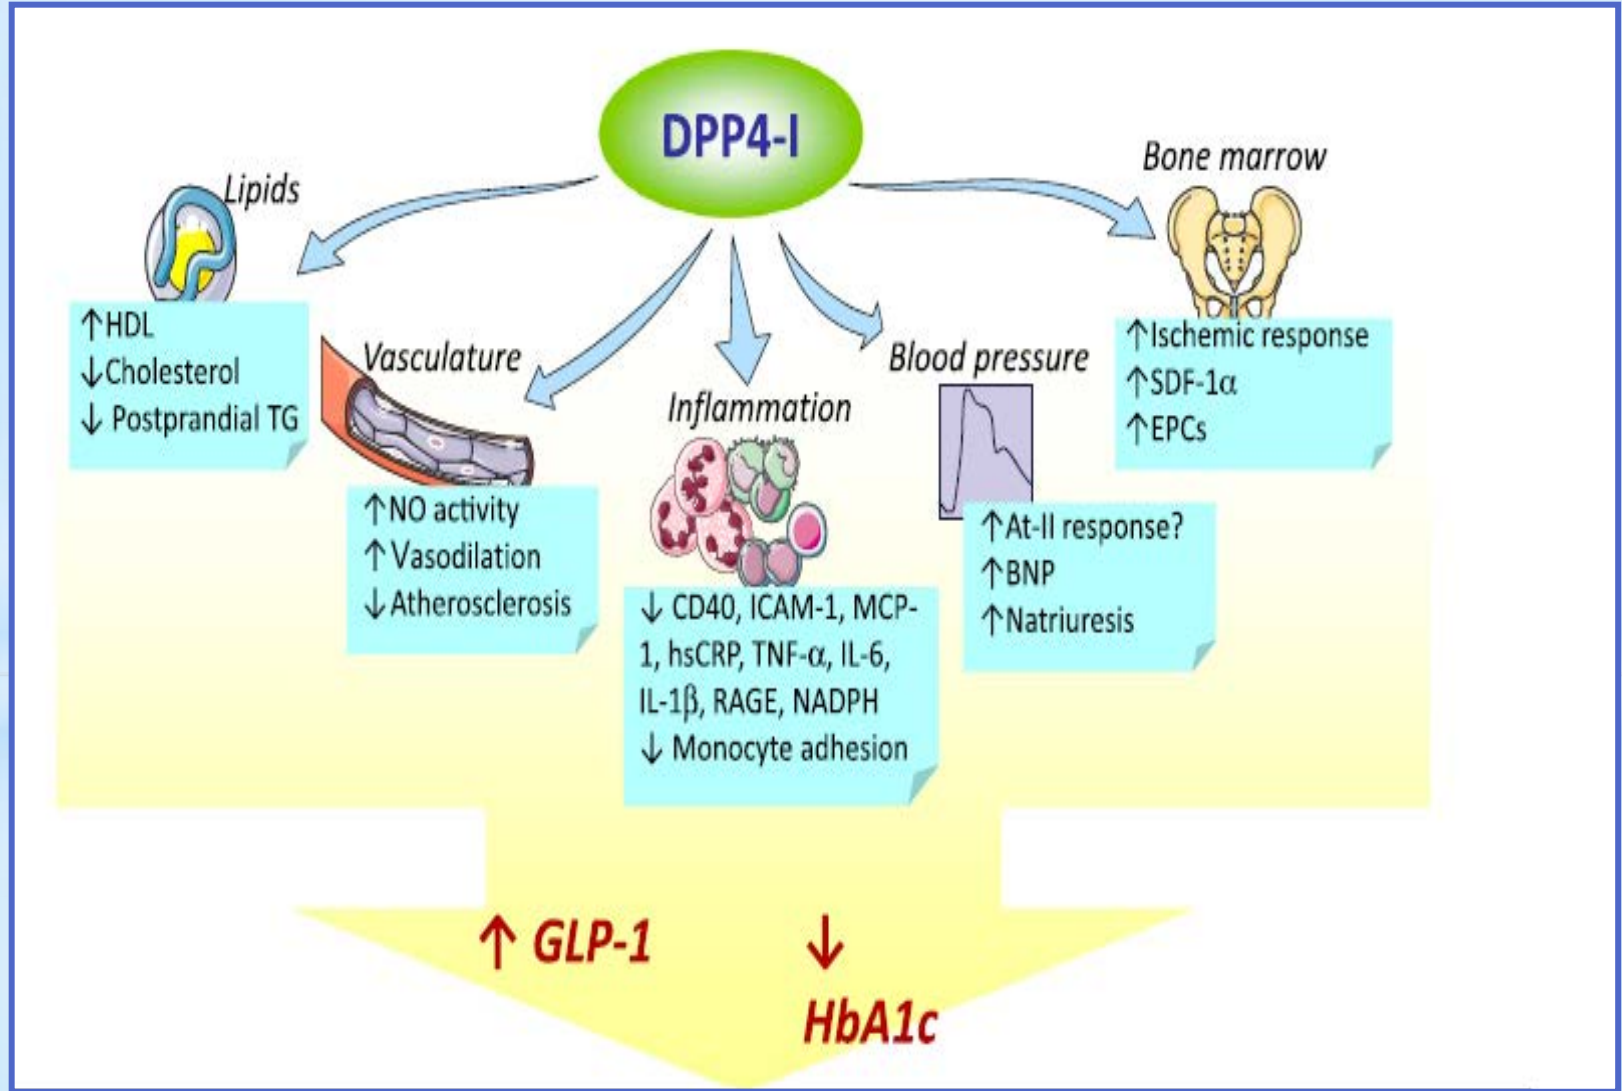 DPP4-I
Lipids
↑HDL
↓Cholesterol
↓ Postprandial TG
Vasculature
↑NO activity
↑Vasodilation
↓Atherosclerosis
Inflammation
↓ CD40, ICAM-1, MCP-
1, hsCRP, TNF-α, IL-6,
IL-1β, RAGE, NADPH
↓ Monocyte adhesion
Blood pressure
↑At-II response?
↑BNP
↑Natriuresis
Bone marrow
↑Ischemic response
↑SDF-1α
↑EPCs
↑ GLP-1
↓
HbA1c